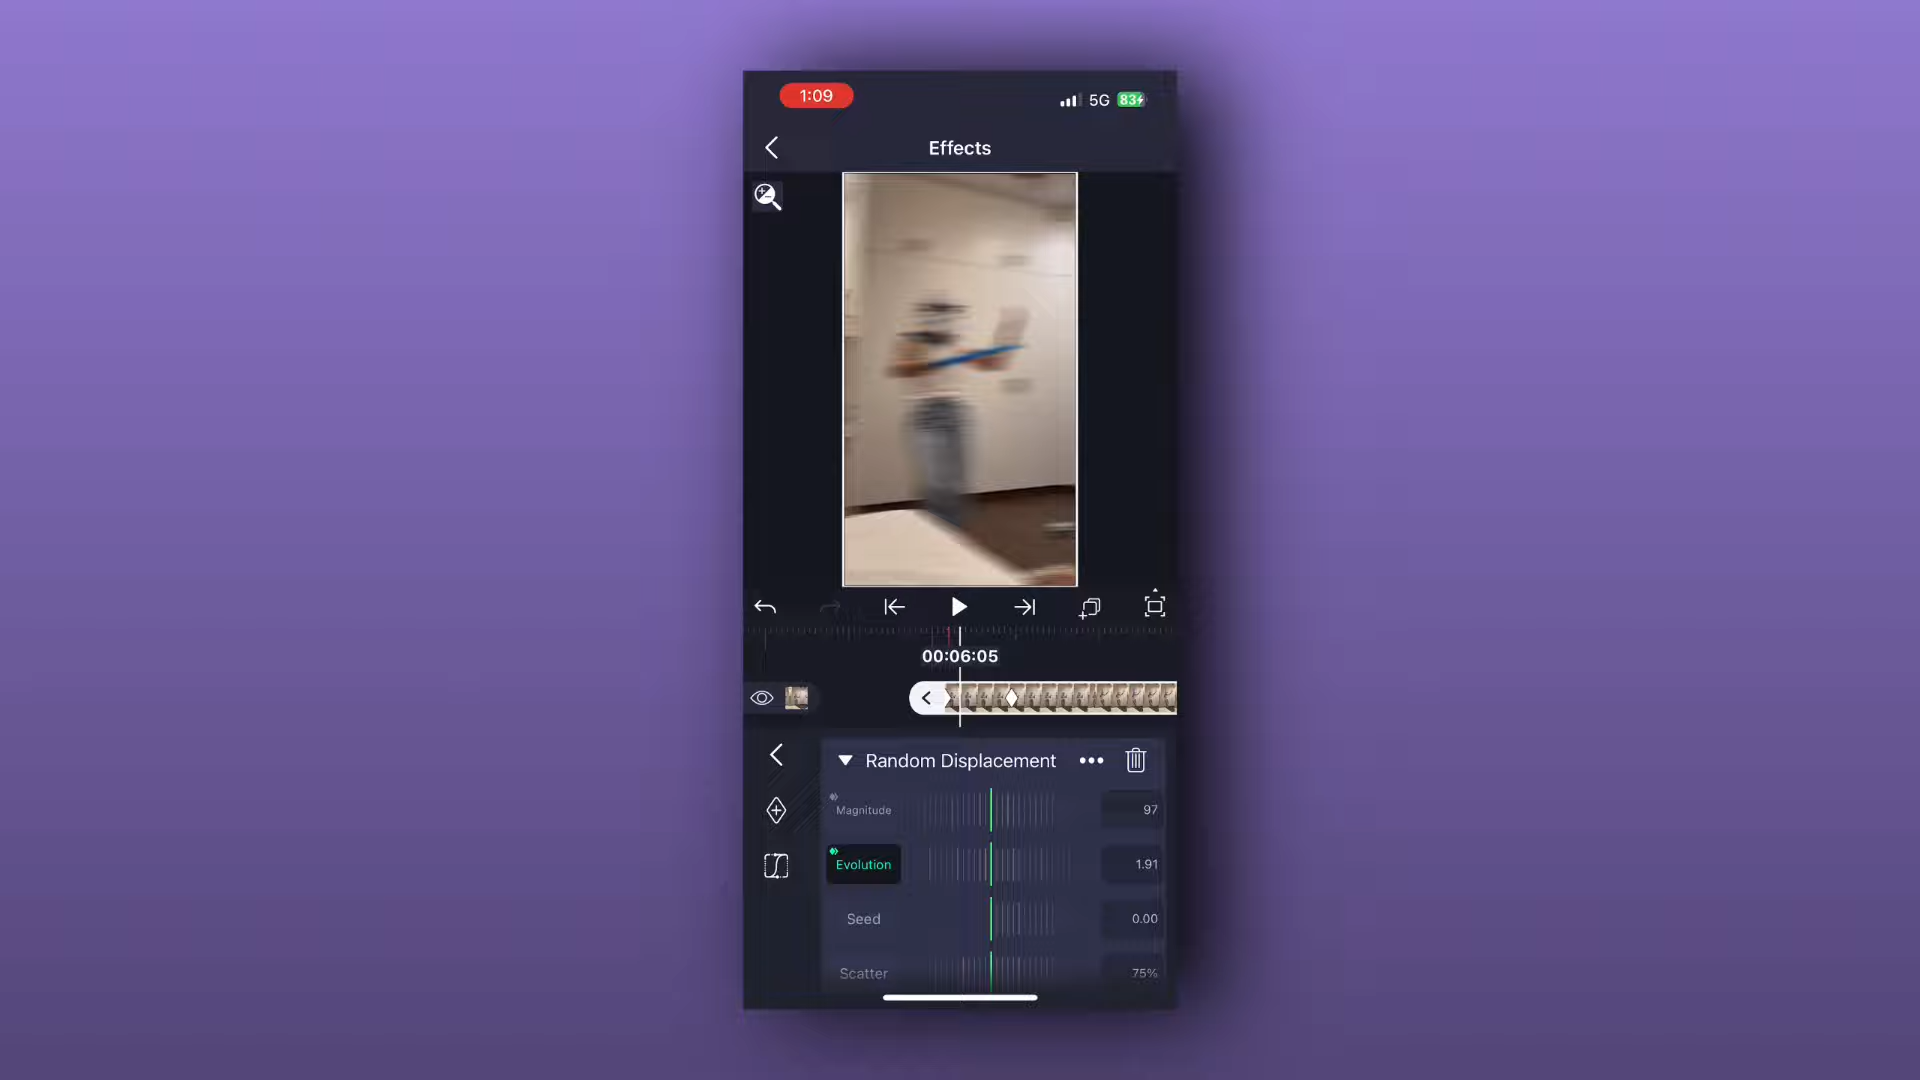 1:09
5G
83
Effects
00:06:05
Random Displacement
Magnitude
97
Evolution
1.91
Seed
0.00
Scatter
75%